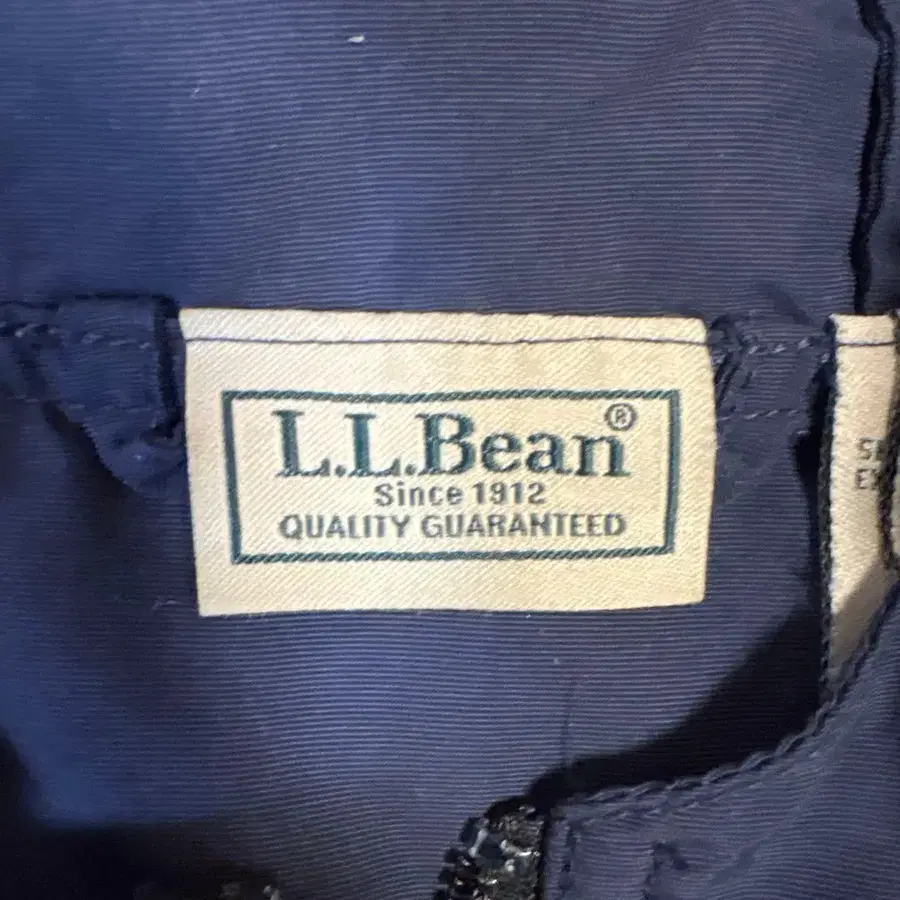 L.L.Bean®
Since 1912
QUALITY GUARANTEED